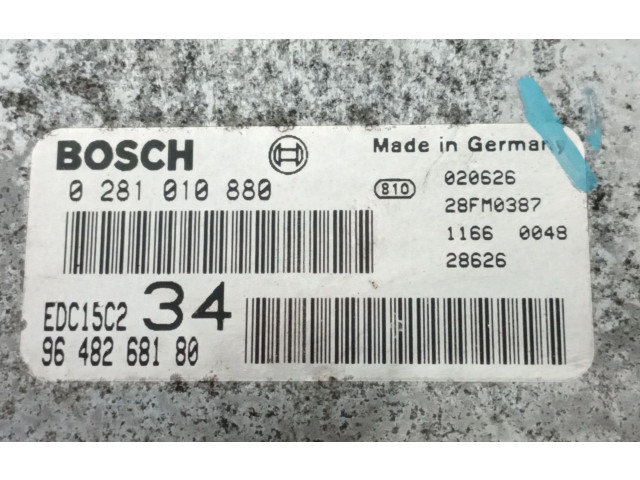 BOSCH
Made in Germany
0 281 010 880
810
020626
28FM0387
1166 0048
28626
EDC15C2
34
96 482 681 80